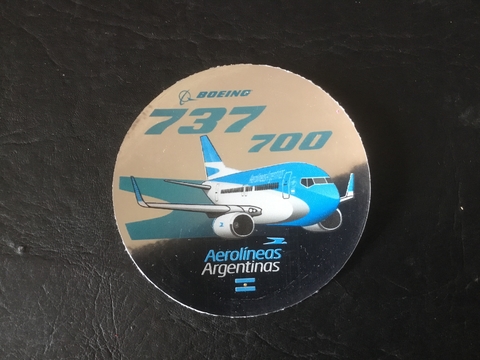 BOEING
737
700
Aerolíneas
Argentinas